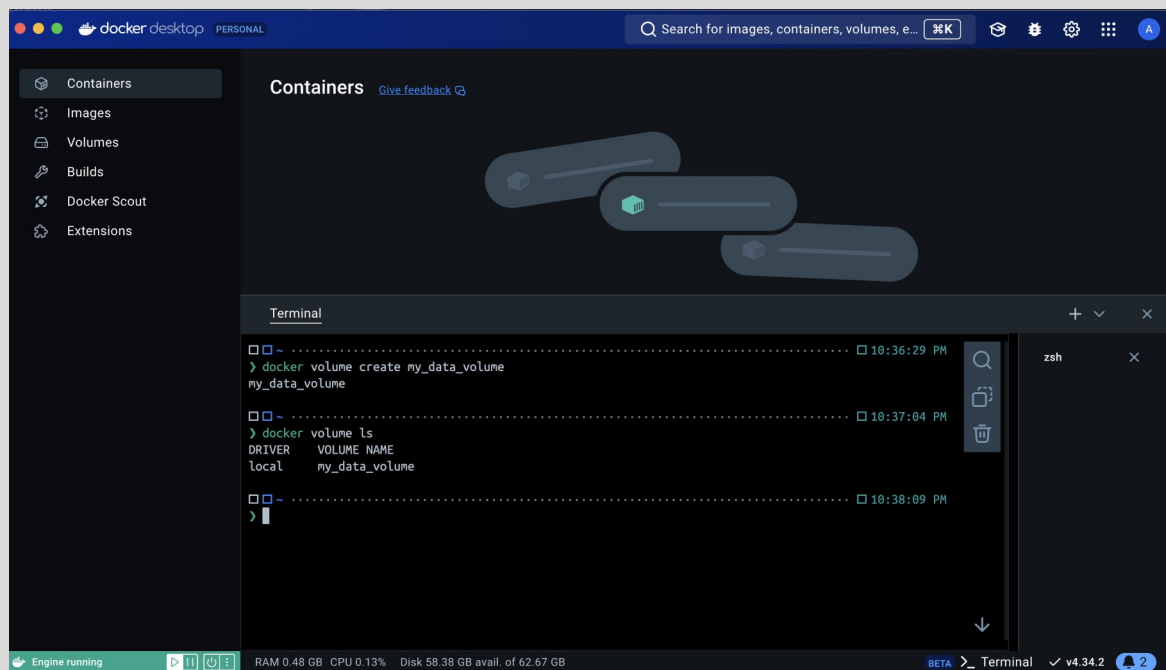 docker desktop PERSONAL
Search for images, containers, volumes, e... ⌘K
A
Containers
Images
Volumes
Builds
Docker Scout
Extensions
Containers Give feedback
Terminal
~ 10:36:29 PM
❯ docker volume create my_data_volume
my_data_volume
~ 10:37:04 PM
❯ docker volume ls
DRIVER VOLUME NAME
local my_data_volume
~ 10:38:09 PM
❯
zsh
Engine running
RAM 0.48 GB CPU 0.13% Disk 58.38 GB avail. of 62.67 GB
BETA >_ Terminal ✓ v4.34.2 2